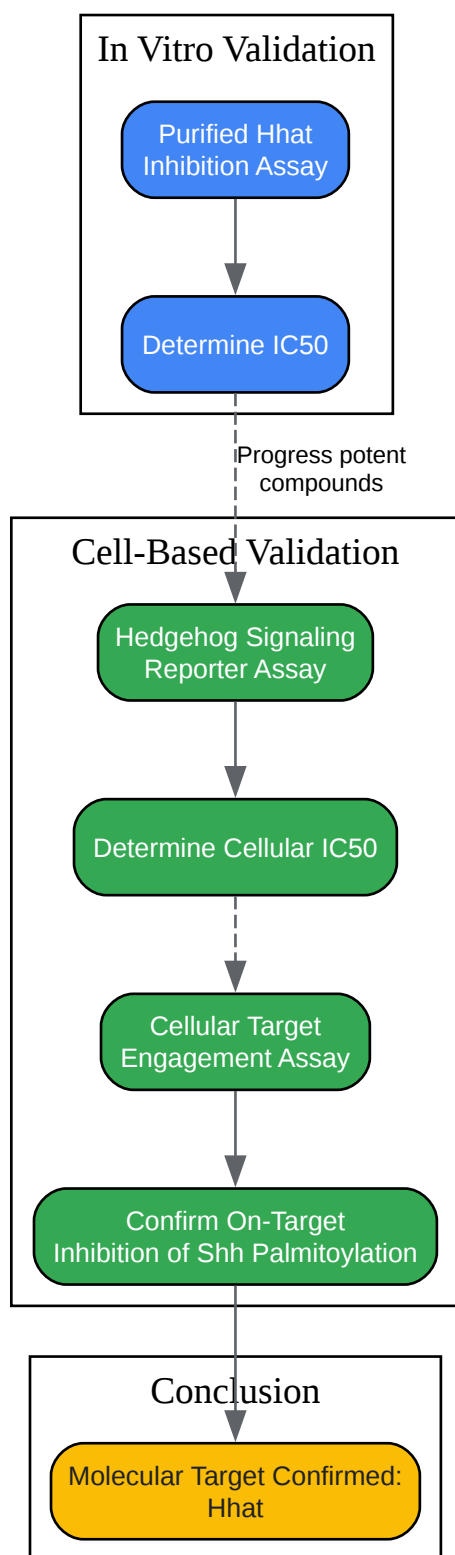 In Vitro Validation
Purified Hhat
Inhibition Assay
Determine IC50
Progress potent
compounds
Cell-Based Validation
Hedgehog Signaling
Reporter Assay
Determine Cellular IC50
Cellular Target
Engagement Assay
Confirm On-Target
Inhibition of Shh Palmitoylation
Conclusion
Molecular Target Confirmed:
Hhat